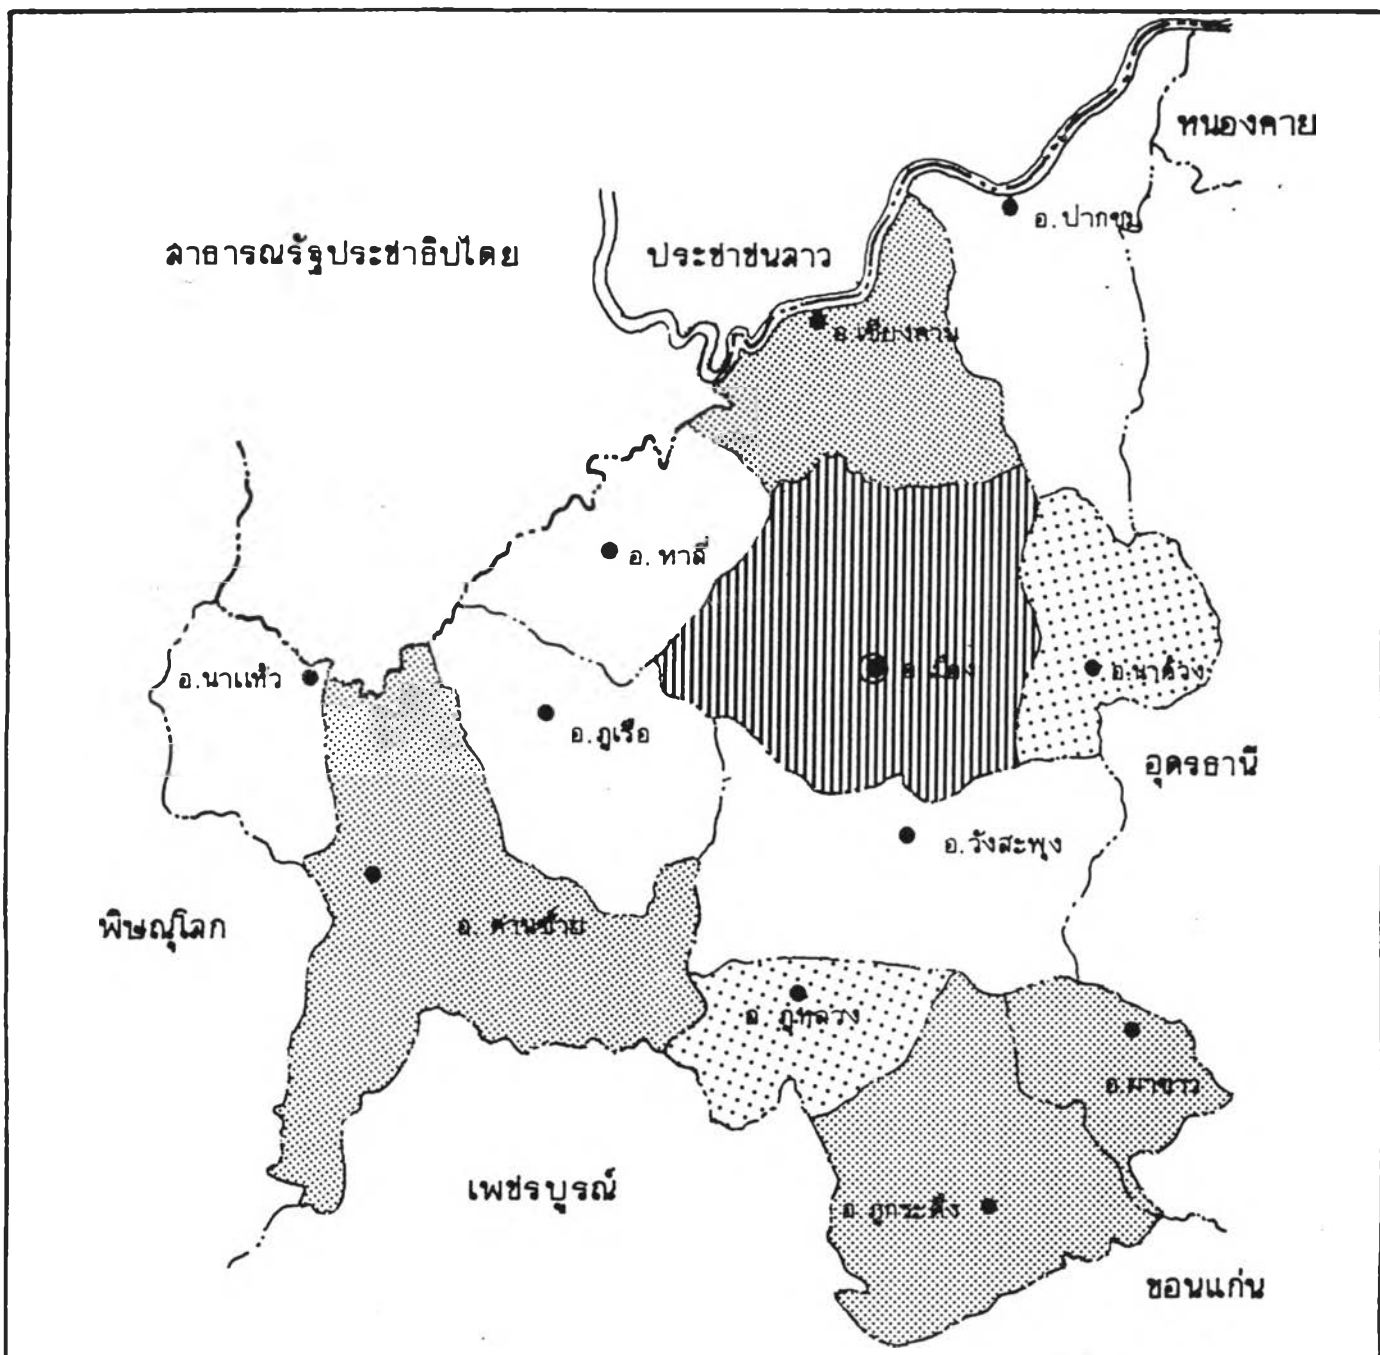 หนองคาย
อ.ปากชม
สาธารณรัฐประชาธิปไตย
ประชาชนลาว
อ.เชียงคาน
อ. ท่าลี่
อ.นาแห้ว
อ. เมือง
อ.นาด้วง
อ.ภูเรือ
อุดรธานี
อ.วังสะพุง
พิษณุโลก
อ. ด่านซ้าย
อ. ภูหลวง
อ.ผาขาว
เพชรบูรณ์
อ.ภูกระดึง
ขอนแก่น